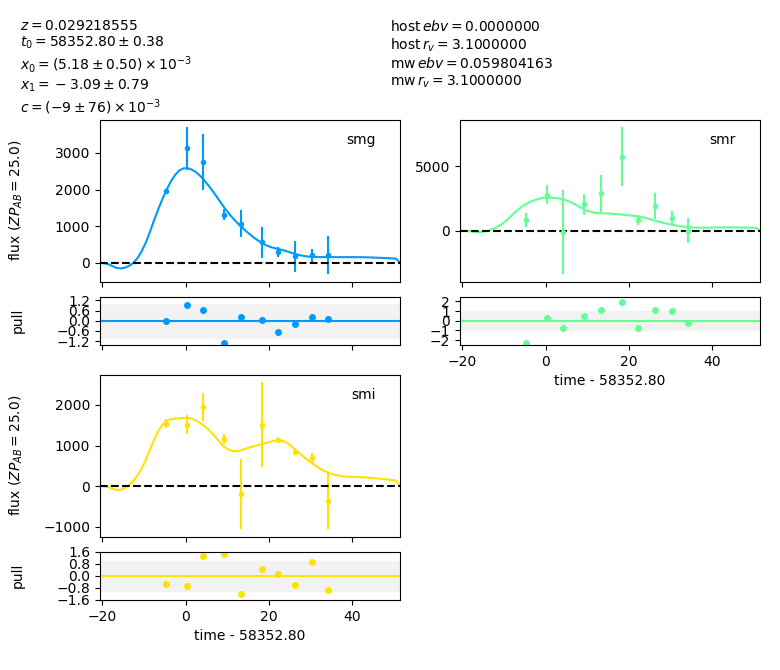 z = 0.029218555
t₀ = 58352.80 ± 0.38
x₀ = (5.18 ± 0.50) × 10⁻³
x₁ = −3.09 ± 0.79
c = (−9 ± 76) × 10⁻³
host ebv = 0.0000000
host r_v = 3.1000000
mw ebv = 0.059804163
mw r_v = 3.1000000
smg
flux (ZP_AB = 25.0)
3000
2000
1000
0
pull
1.2
0.6
0.0
−0.6
−1.2
smr
5000
0
2
1
0
−1
−2
−20 0 20 40
time - 58352.80
smi
flux (ZP_AB = 25.0)
2000
1000
0
−1000
pull
1.6
0.8
0.0
−0.8
−1.6
−20 0 20 40
time - 58352.80